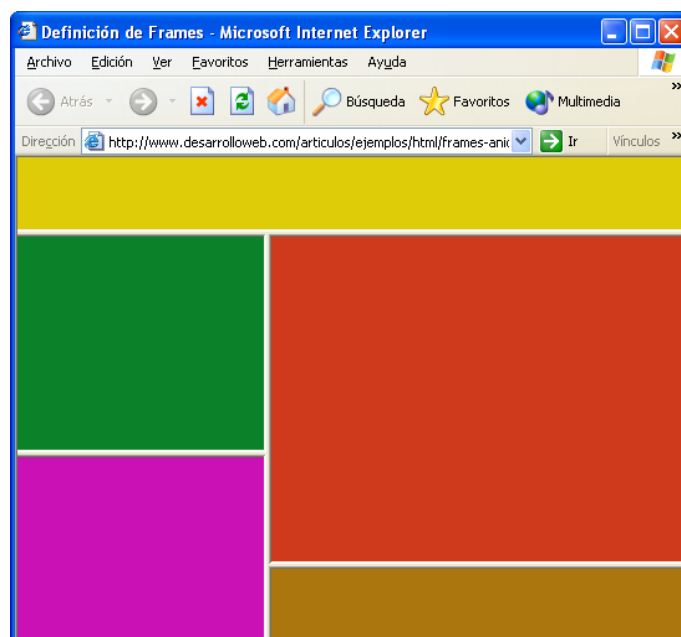 Definición de Frames - Microsoft Internet Explorer
Archivo Edición Ver Favoritos Herramientas Ayuda
Atrás Búsqueda Favoritos Multimedia »
Dirección http://www.desarrolloweb.com/articulos/ejemplos/html/frames-anid Ir Vínculos »